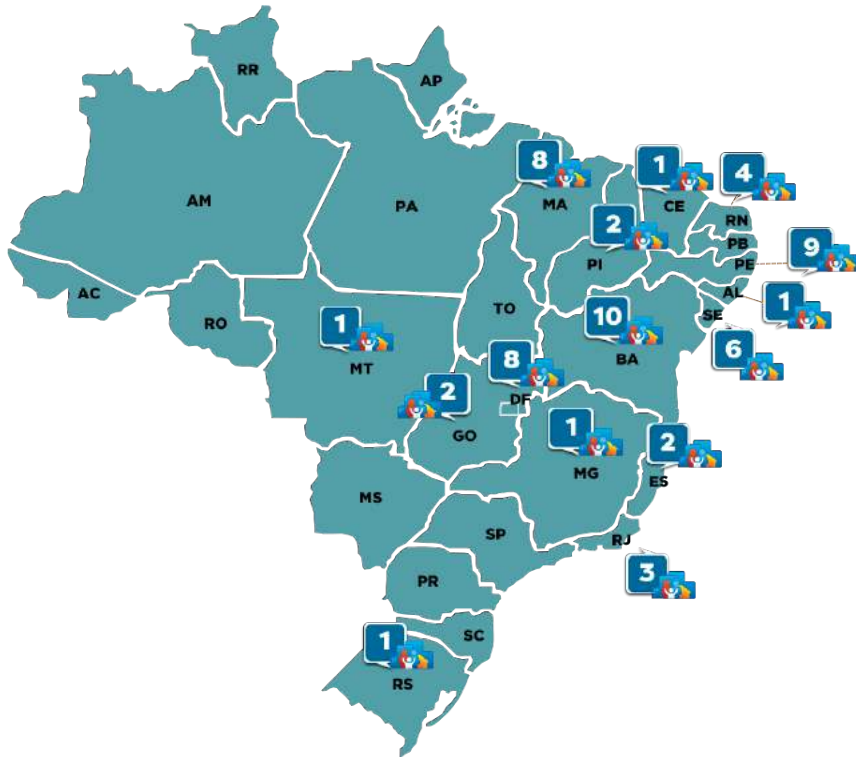 RR
AP
8
1
4
AM
PA
MA
CE
RN
2
PB
9
PI
PE
AC
AL
1
RO
TO
10
SE
1
6
MT
8
BA
2
DF
GO
1
2
MG
ES
MS
SP
RJ
3
PR
1
SC
RS